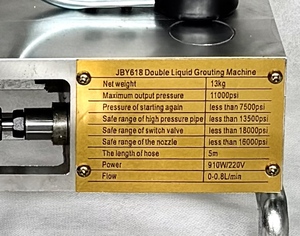 JBY618 Double Liquid Grouting Machine
Net weight 13kg
Maximum output pressure 11000psi
Pressure of starting again less than 7500psi
Safe range of high pressure pipe less than 13500psi
Safe range of switch valve less than 18000psi
Safe range of the nozzle less than 16000psi
The length of hose 5m
Power 910W/220V
Flow 0-0.8L/min